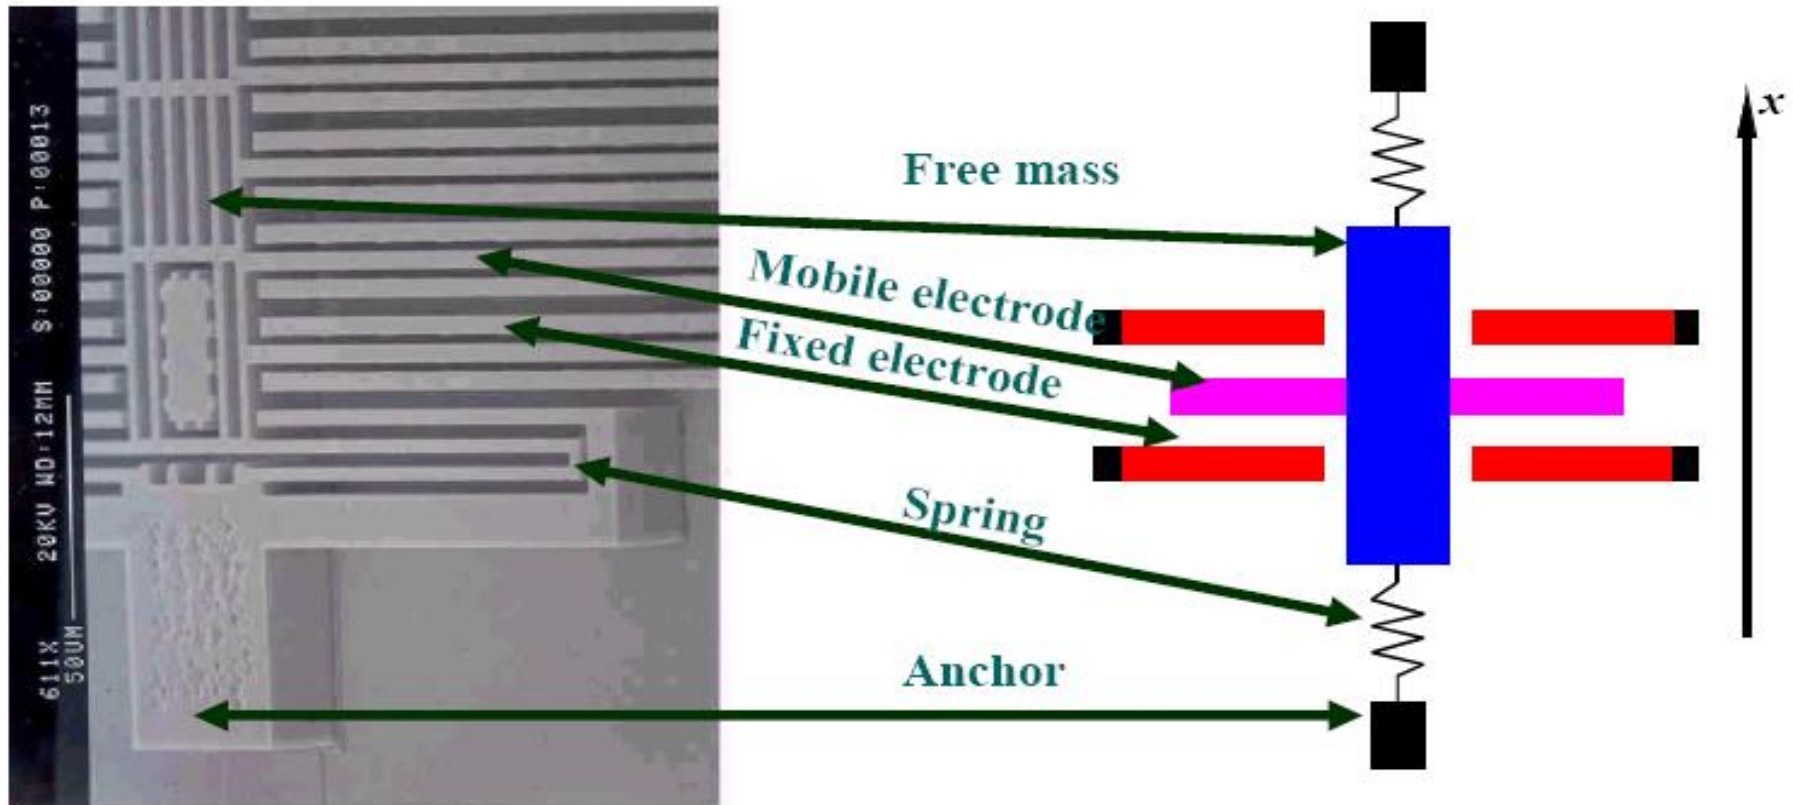 611X 20KV WD:12MM S:00000 P:00013
50UM
Free mass
Mobile electrode
Fixed electrode
Spring
Anchor
x